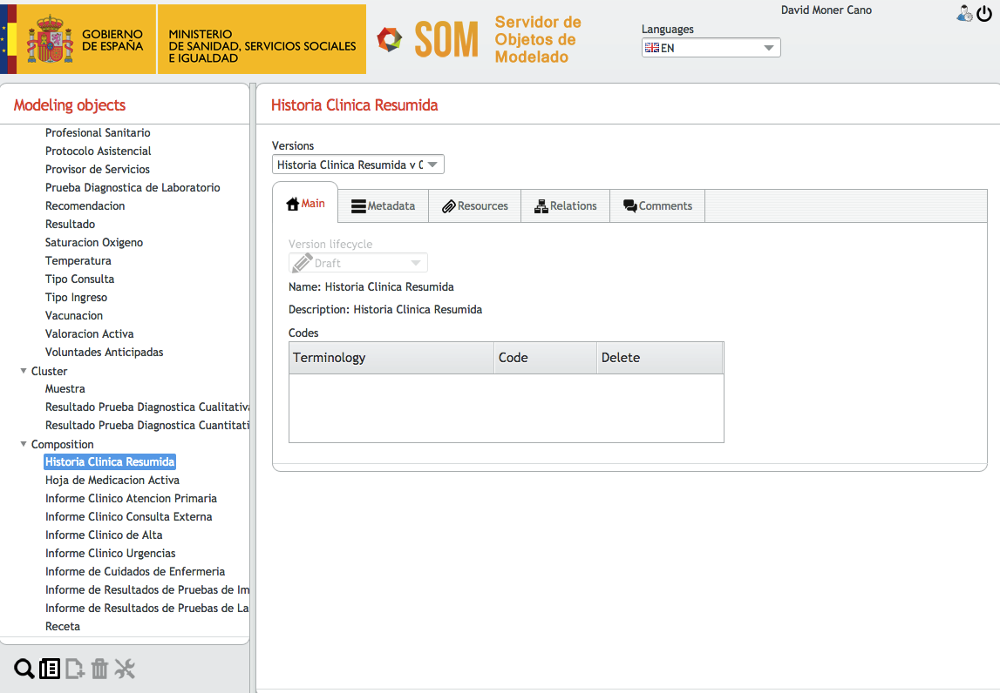 GOBIERNO
DE ESPAÑA
MINISTERIO
DE SANIDAD, SERVICIOS SOCIALES
E IGUALDAD
SOM
Servidor de
Objetos de
Modelado
David Moner Cano
Languages
EN
Modeling objects
Profesional Sanitario
Protocolo Asistencial
Provisor de Servicios
Prueba Diagnostica de Laboratorio
Recomendacion
Resultado
Saturacion Oxigeno
Temperatura
Tipo Consulta
Tipo Ingreso
Vacunacion
Valoracion Activa
Voluntades Anticipadas
Cluster
Muestra
Resultado Prueba Diagnostica Cualitativa
Resultado Prueba Diagnostica Cuantitati
Composition
Historia Clinica Resumida
Hoja de Medicacion Activa
Informe Clinico Atencion Primaria
Informe Clinico Consulta Externa
Informe Clinico de Alta
Informe Clinico Urgencias
Informe de Cuidados de Enfermeria
Informe de Resultados de Pruebas de Im
Informe de Resultados de Pruebas de La
Receta
Historia Clinica Resumida
Versions
Historia Clinica Resumida v 0
Main
Metadata
Resources
Relations
Comments
Version lifecycle
Draft
Name: Historia Clinica Resumida
Description: Historia Clinica Resumida
Codes
Terminology Code Delete